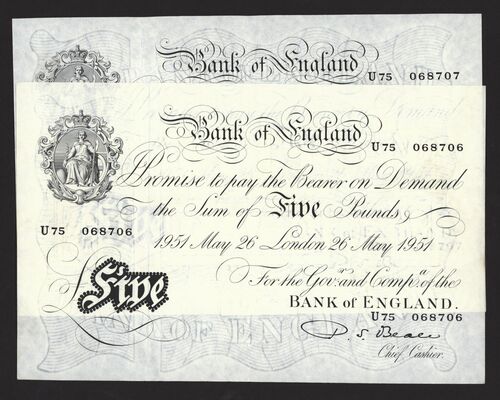 Bank of England
U75 068707
Bank of England
U75 068706
I Promise to pay the Bearer on Demand
the Sum of Five Pounds
U75 068706
1951 May 26 London 26 May 1951
For the Govr. and Compa. of the
BANK of ENGLAND.
£Five
U75 068706
Chief Cashier.